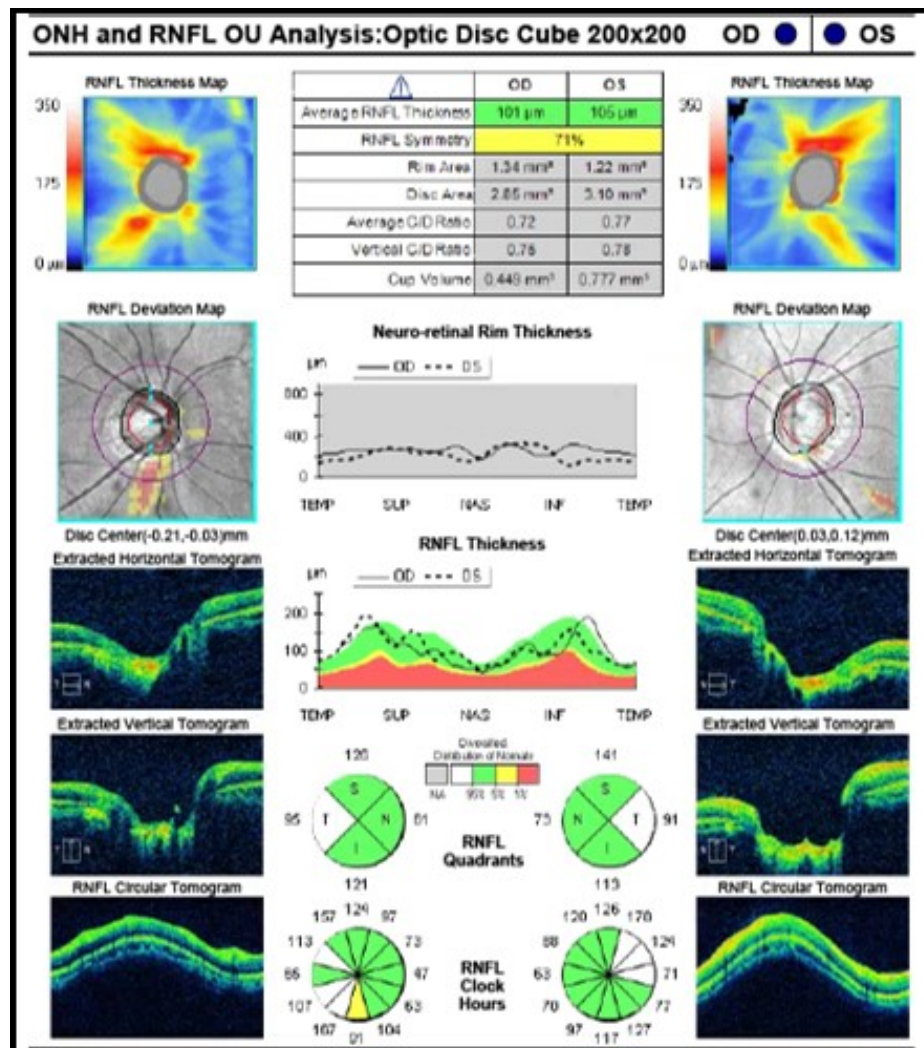 ONH and RNFL OU Analysis:Optic Disc Cube 200x200 OD OS
RNFL Thickness Map
350
175
0 µm
OD OS
Average RNFL Thickness 101 µm 105 µm
RNFL Symmetry 71%
Rim Area 1.34 mm² 1.22 mm²
Disc Area 2.85 mm² 3.10 mm²
Average C/D Ratio 0.72 0.77
Vertical C/D Ratio 0.75 0.78
Cup Volume 0.449 mm³ 0.777 mm³
RNFL Thickness Map
350
175
0 µm
RNFL Deviation Map
Disc Center(-0.21,-0.03)mm
Neuro-retinal Rim Thickness
µm OD OS
800
400
0
TEMP SUP NAS INF TEMP
RNFL Deviation Map
Disc Center(0.03,0.12)mm
Extracted Horizontal Tomogram
T N
RNFL Thickness
µm OD OS
200
100
0
TEMP SUP NAS INF TEMP
Extracted Horizontal Tomogram
N T
Extracted Vertical Tomogram
Diversified
Distribution of Normals
NA 95% 5% 1%
126
S
95 T N 81
I
121
RNFL
Quadrants
141
S
73 N T 91
I
113
Extracted Vertical Tomogram
RNFL Circular Tomogram
157 124 97
113 73
47
107 63
167 91 104
RNFL
Clock
Hours
120 126 170
88 124
63 71
70 77
97 117 127
RNFL Circular Tomogram